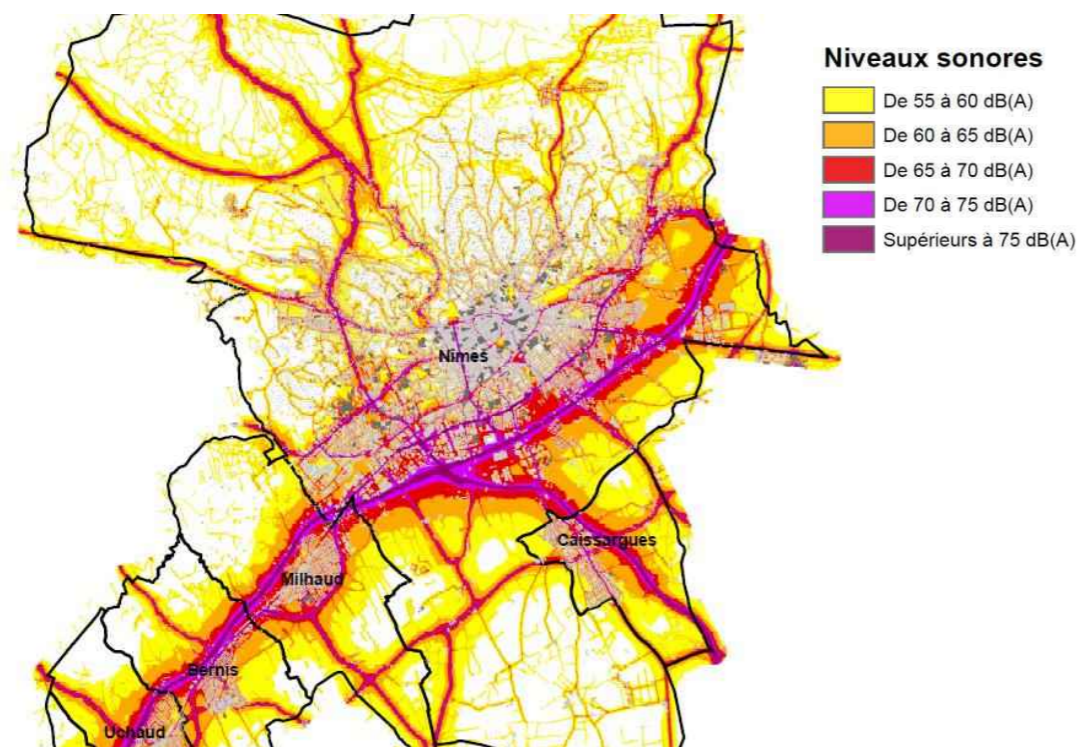 Niveaux sonores
De 55 à 60 dB(A)
De 60 à 65 dB(A)
De 65 à 70 dB(A)
De 70 à 75 dB(A)
Supérieurs à 75 dB(A)
Nîmes
Caissargues
Milhaud
Bernis
Uchaud